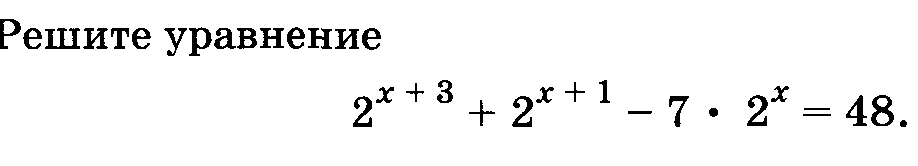 Решите уравнение
2^{x + 3} + 2^{x + 1} − 7 · 2^x = 48.